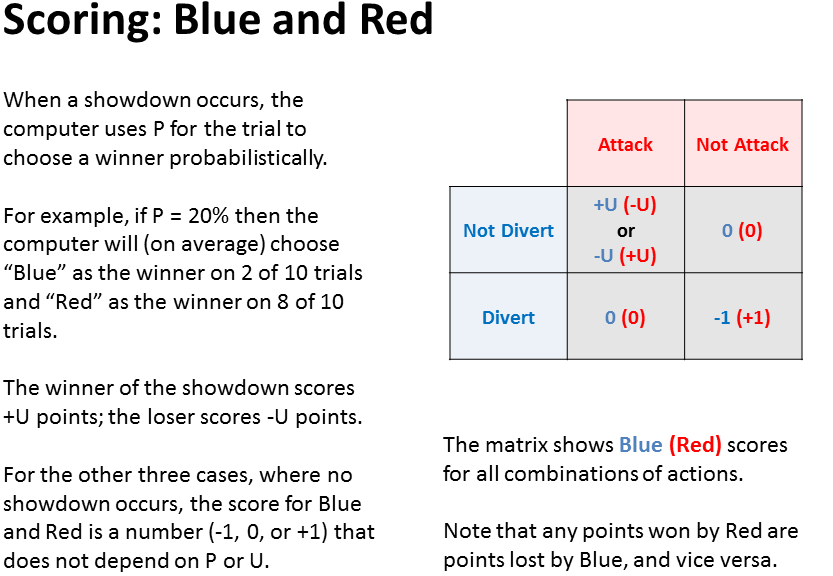 Scoring: Blue and Red
When a showdown occurs, the
computer uses P for the trial to
choose a winner probabilistically.
For example, if P = 20% then the
computer will (on average) choose
“Blue” as the winner on 2 of 10 trials
and “Red” as the winner on 8 of 10
trials.
The winner of the showdown scores
+U points; the loser scores -U points.
For the other three cases, where no
showdown occurs, the score for Blue
and Red is a number (-1, 0, or +1) that
does not depend on P or U.
Attack Not Attack
Not Divert
+U (-U)
or
-U (+U)
0 (0)
Divert 0 (0) -1 (+1)
The matrix shows Blue (Red) scores
for all combinations of actions.
Note that any points won by Red are
points lost by Blue, and vice versa.